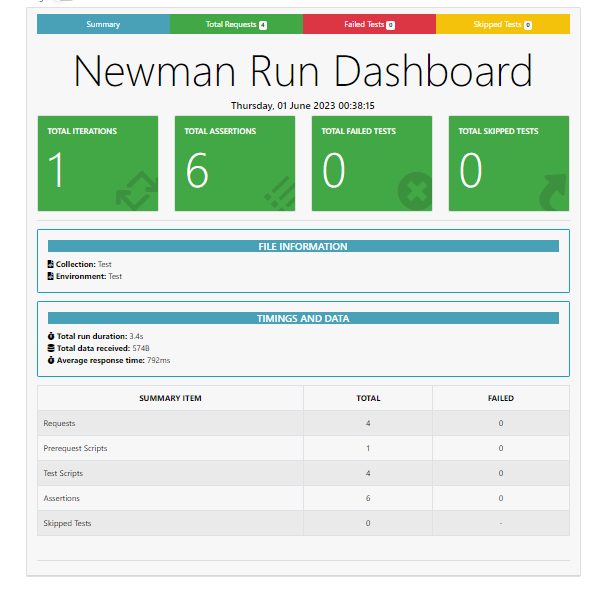 Summary Total Requests 4 Failed Tests 0 Skipped Tests 0
Newman Run Dashboard
Thursday, 01 June 2023 00:38:15
TOTAL ITERATIONS TOTAL ASSERTIONS TOTAL FAILED TESTS TOTAL SKIPPED TESTS
1 6 0 0
FILE INFORMATION
Collection: Test
Environment: Test
TIMINGS AND DATA
Total run duration: 3.4s
Total data received: 574B
Average response time: 792ms
SUMMARY ITEM TOTAL FAILED
Requests 4 0
Prerequest Scripts 1 0
Test Scripts 4 0
Assertions 6 0
Skipped Tests 0 -